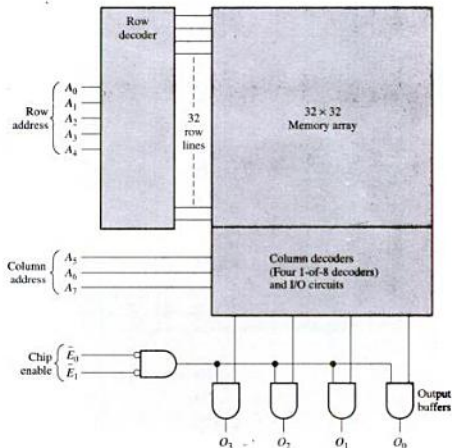 Row
decoder
Row
address
A₀
A₁
A₂
A₃
A₄
32
row
lines
32 × 32
Memory array
Column
address
A₅
A₆
A₇
Column decoders
(Four 1-of-8 decoders)
and I/O circuits
Chip
enable
Ē₀
Ē₁
Output
buffers
O₃
O₂
O₁
O₀